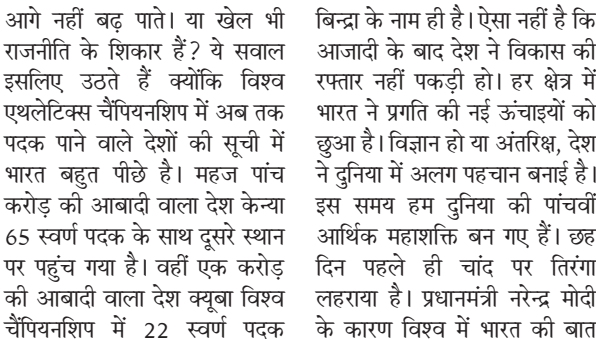 आगे नहीं बढ़ पाते। या खेल भी
राजनीति के शिकार हैं? ये सवाल
इसलिए उठते हैं क्योंकि विश्व
एथलेटिक्स चैंपियनशिप में अब तक
पदक पाने वाले देशों की सूची में
भारत बहुत पीछे है। महज पांच
करोड़ की आबादी वाला देश केन्या
65 स्वर्ण पदक के साथ दूसरे स्थान
पर पहुंच गया है। वहीं एक करोड़
की आबादी वाला देश क्यूबा विश्व
चैंपियनशिप में 22 स्वर्ण पदक
बिन्द्रा के नाम ही है। ऐसा नहीं है कि
आजादी के बाद देश ने विकास की
रफ्तार नहीं पकड़ी हो। हर क्षेत्र में
भारत ने प्रगति की नई ऊंचाइयों को
छुआ है। विज्ञान हो या अंतरिक्ष, देश
ने दुनिया में अलग पहचान बनाई है।
इस समय हम दुनिया की पांचवीं
आर्थिक महाशक्ति बन गए हैं। छह
दिन पहले ही चांद पर तिरंगा
लहराया है। प्रधानमंत्री नरेन्द्र मोदी
के कारण विश्व में भारत की बात